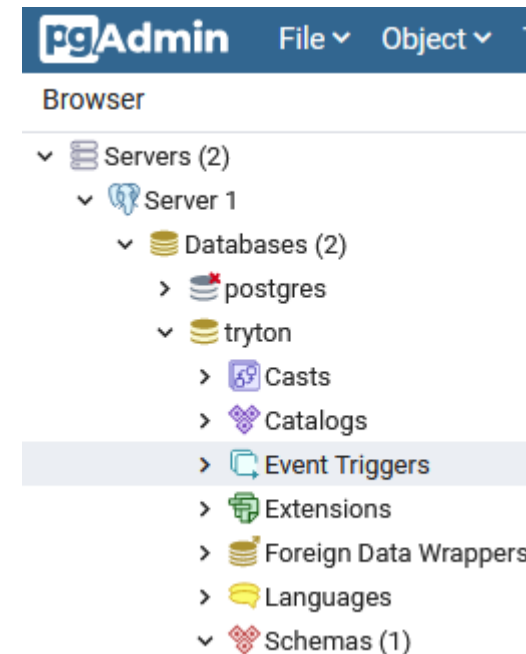 pgAdmin File Object
Browser
Servers (2)
Server 1
Databases (2)
postgres
tryton
Casts
Catalogs
Event Triggers
Extensions
Foreign Data Wrappers
Languages
Schemas (1)